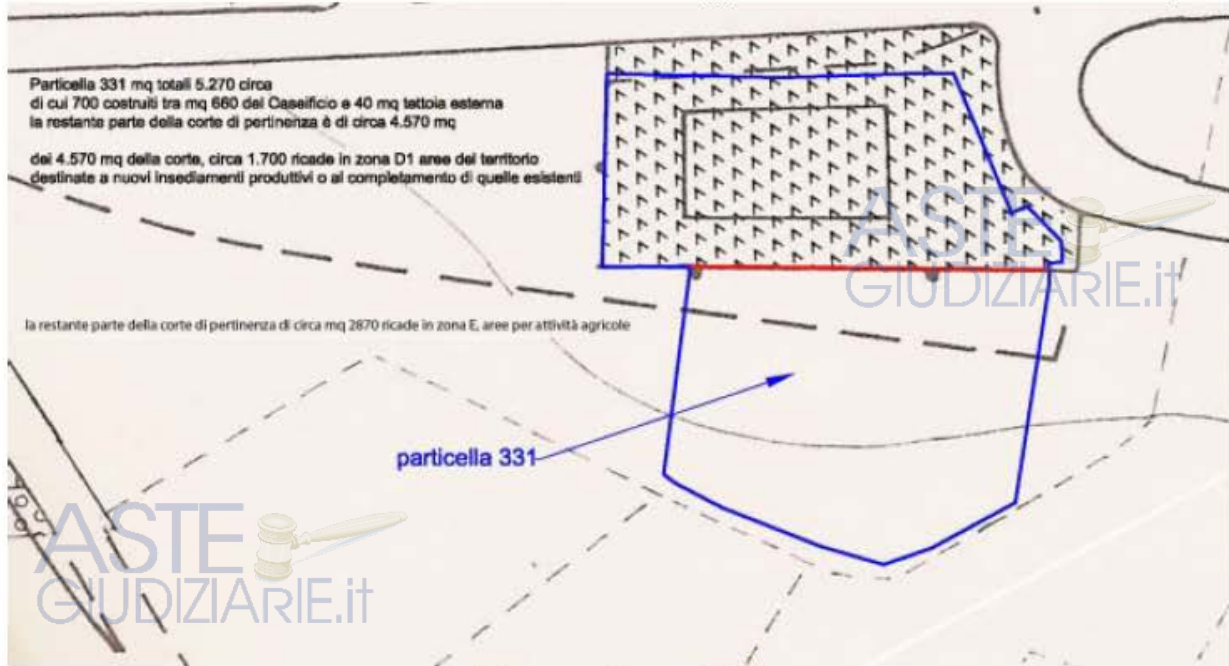 Particella 331 mq totali 5.270 circa
di cui 700 costruiti tra mq 660 del Caseificio e 40 mq tettoia esterna
la restante parte della corte di pertinenza è di circa 4.570 mq
dei 4.570 mq della corte, circa 1.700 ricade in zona D1 aree del territorio
destinate a nuovi insediamenti produttivi o al completamento di quelle esistenti
ASTE
GIUDIZIARIE.it
la restante parte della corte di pertinenza di circa mq 2870 ricade in zona E, aree per attività agricole
particella 331
ASTE
GIUDIZIARIE.it